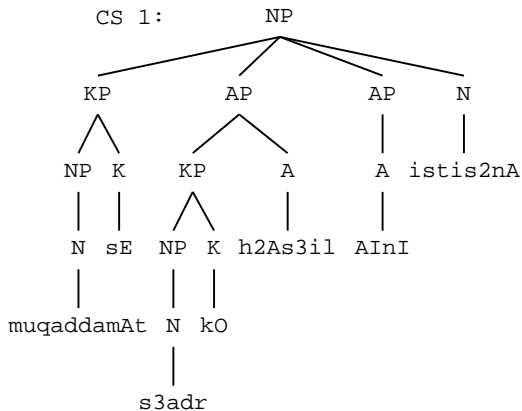 CS 1: NP
KP AP AP N
NP K KP A A istis2nA
N sE NP K h2As3il AInI
muqaddamAt N kO
s3adr